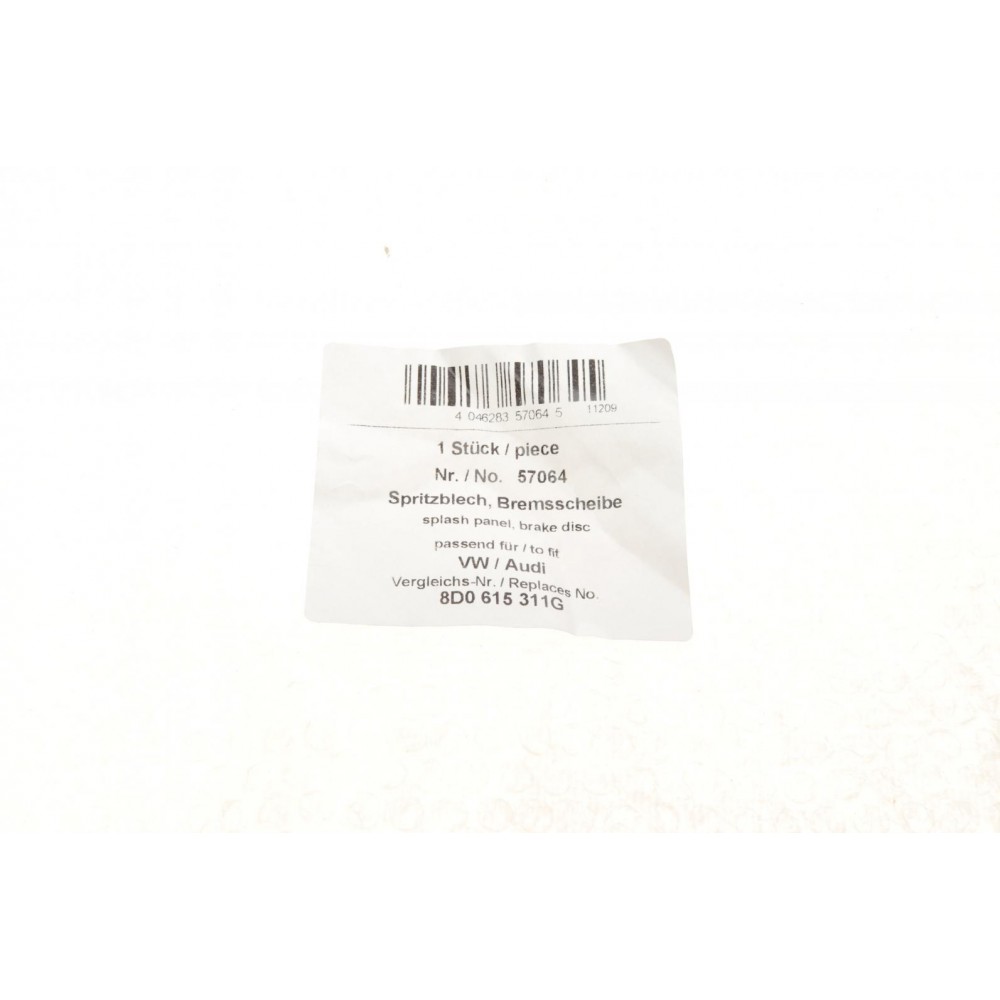 4 046283 57064 5 11209
1 Stück / piece
Nr. / No. 57064
Spritzblech, Bremsscheibe
splash panel, brake disc
passend für / to fit
VW / Audi
Vergleichs-Nr. / Replaces No.
8D0 615 311G